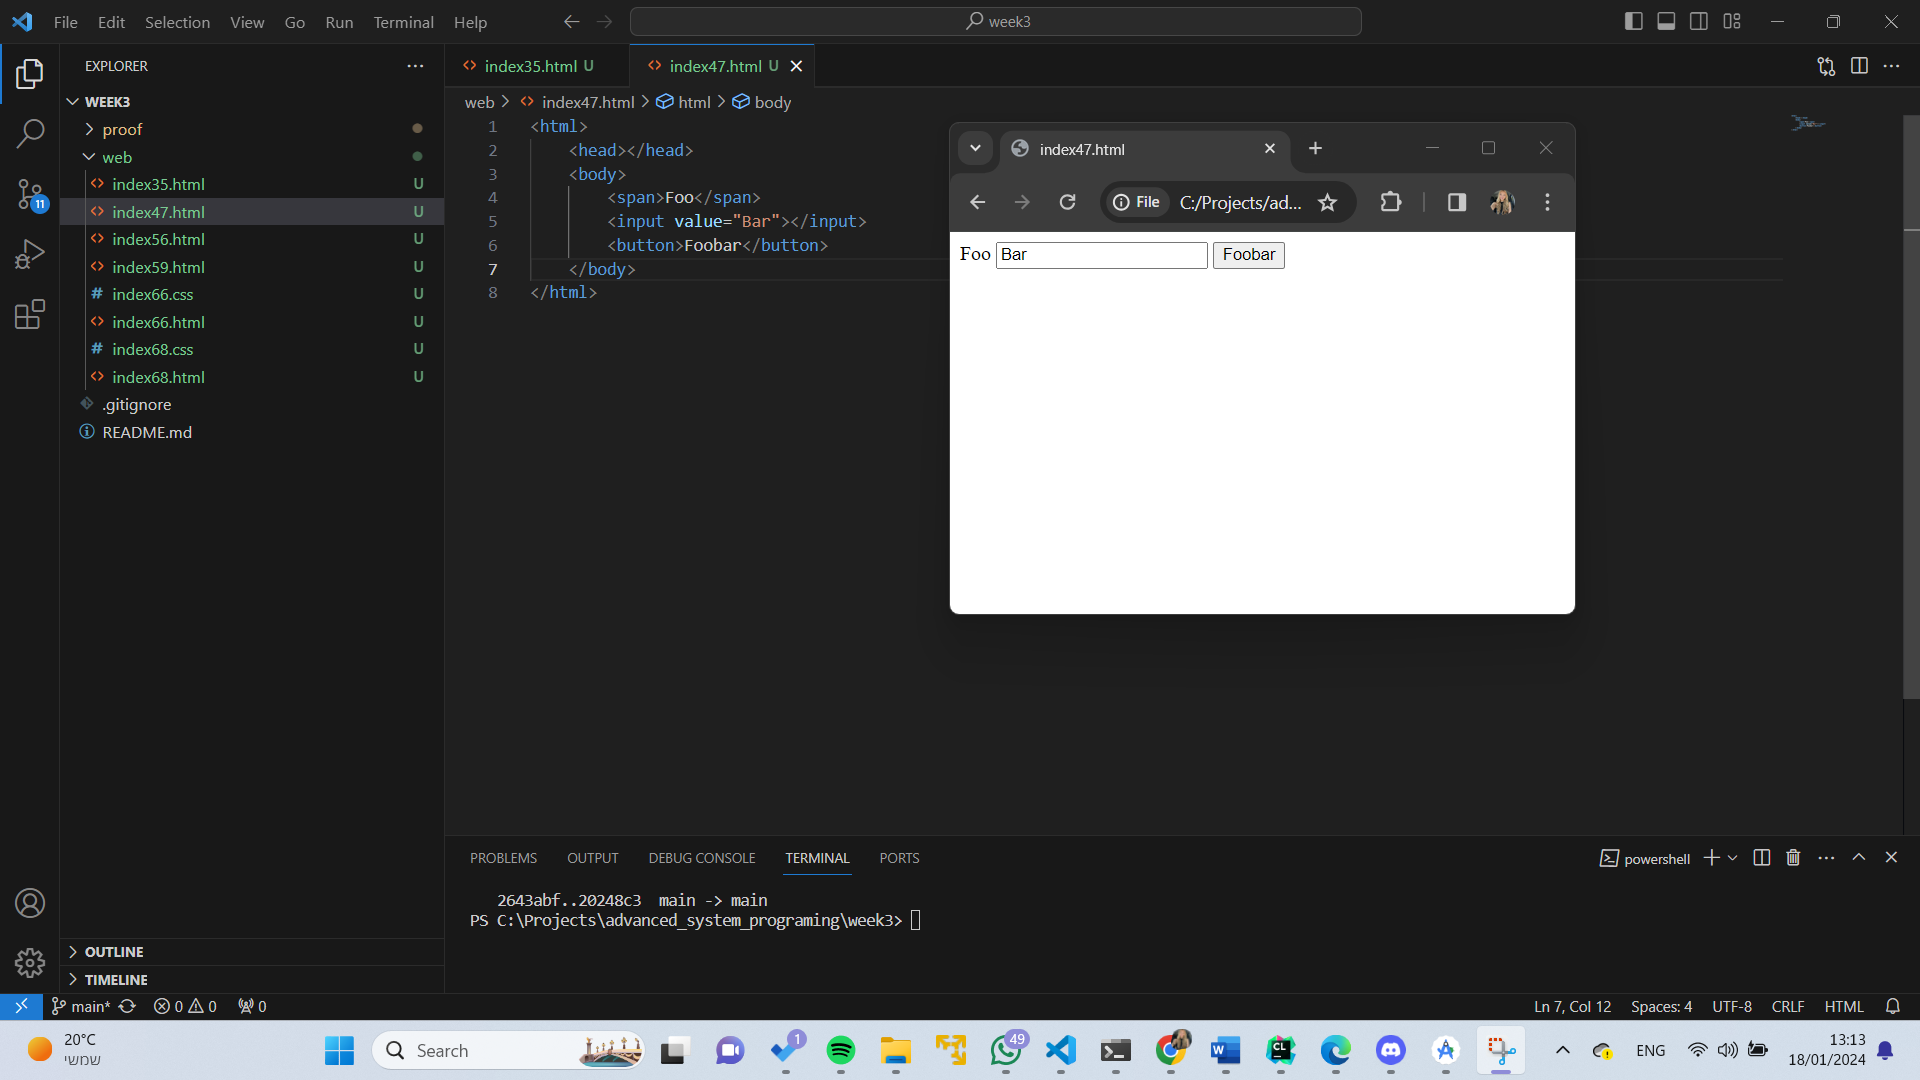 File Edit Selection View Go Run Terminal Help
week3
EXPLORER
WEEK3
proof
web
index35.html U
index47.html U
index56.html U
index59.html U
index66.css U
index66.html U
index68.css U
index68.html U
.gitignore
README.md
11
OUTLINE
TIMELINE
index35.html U
index47.html U
web > index47.html > html > body
1 <html>
2 <head></head>
3 <body>
4 <span>Foo</span>
5 <input value="Bar"></input>
6 <button>Foobar</button>
7 </body>
8 </html>
index47.html
File C:/Projects/ad...
Foo Bar Foobar
PROBLEMS OUTPUT DEBUG CONSOLE TERMINAL PORTS
powershell
2643abf..20248c3 main -> main
PS C:\Projects\advanced_system_programing\week3>
main* 0 0 0
Ln 7, Col 12 Spaces: 4 UTF-8 CRLF HTML
20°C
שמשי
Search
1
49
W
CL
ENG
13:13
18/01/2024